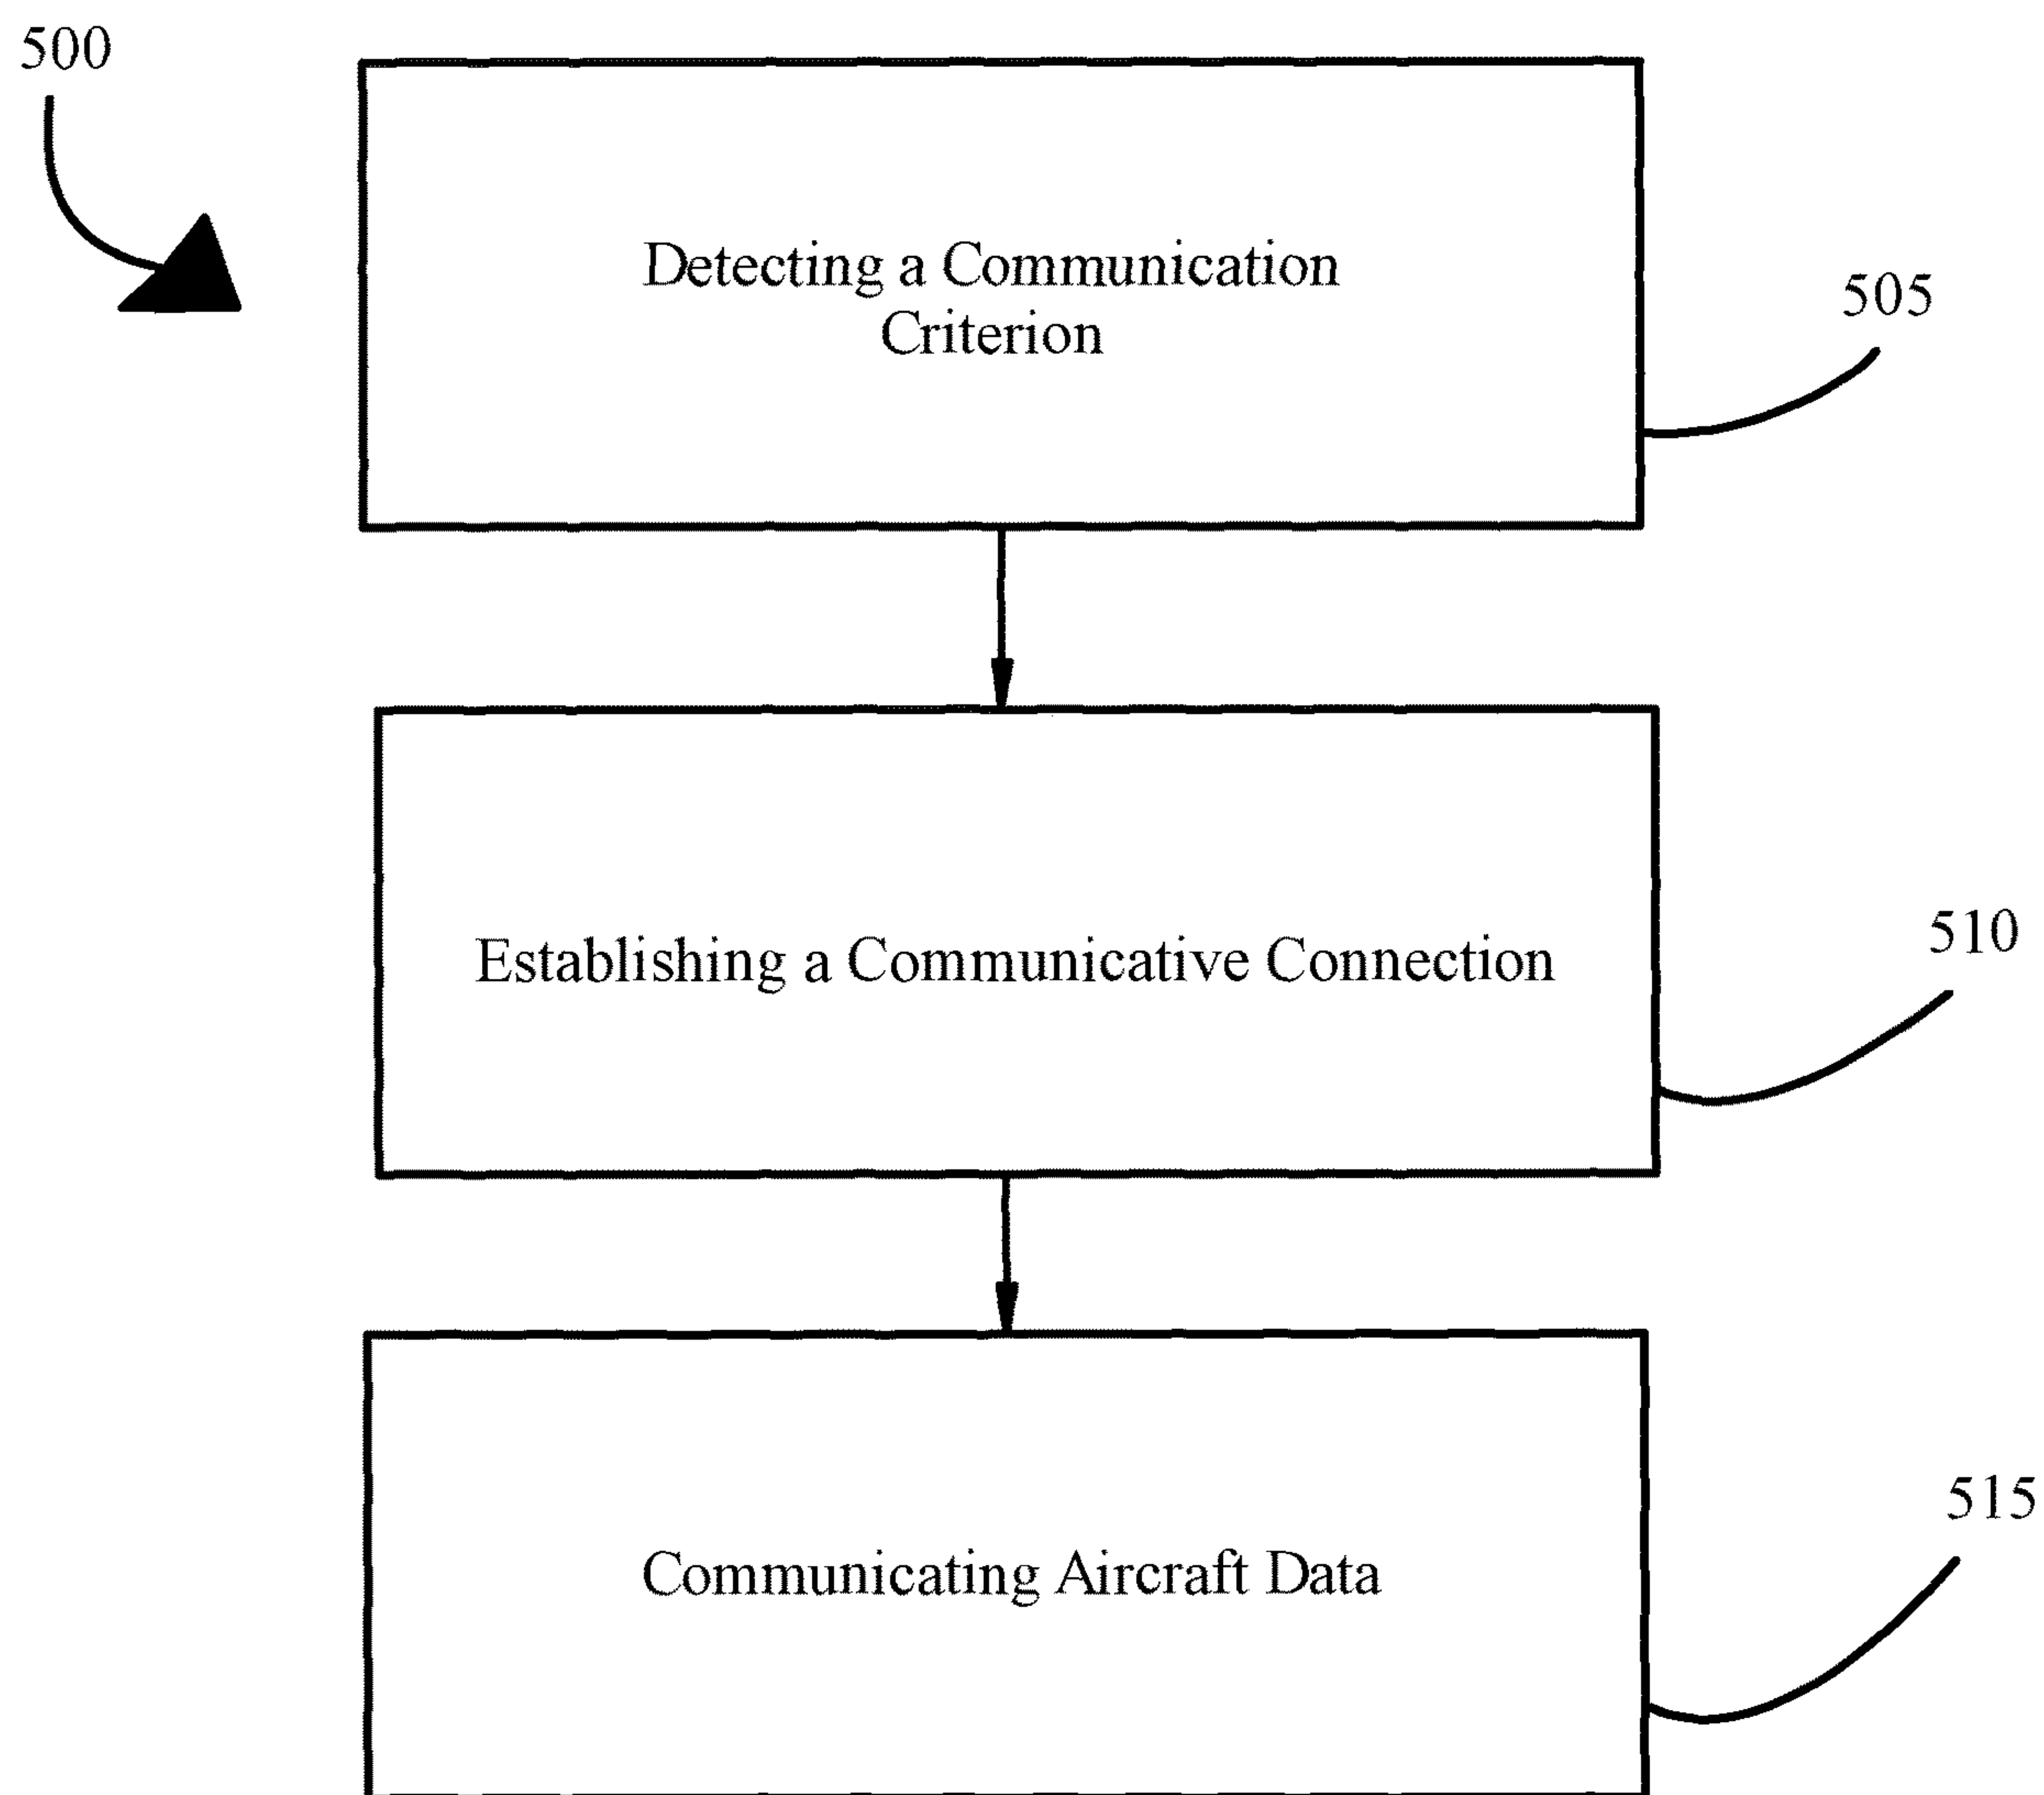 500
Detecting a Communication
Criterion
505
Establishing a Communicative Connection
510
Communicating Aircraft Data
515